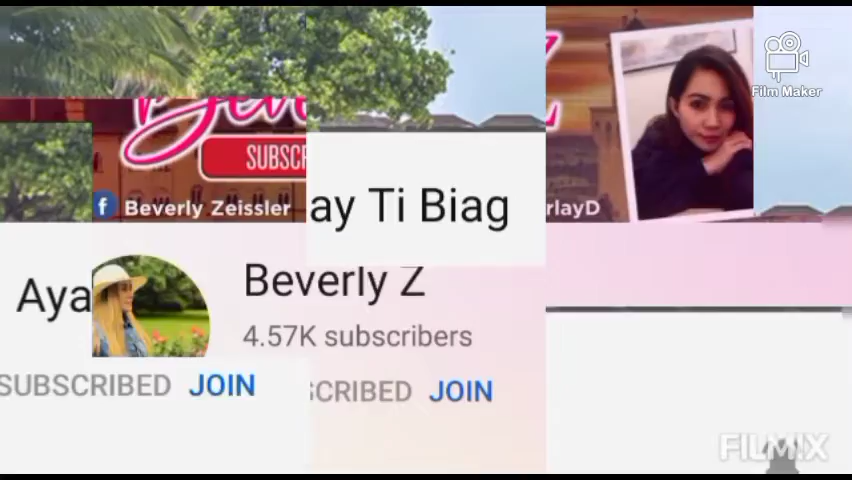 Film Maker
SUBSC
f Beverly Zeissler
rlayD
ay Ti Biag
Beverly Z
Aya
4.57K subscribers
SUBSCRIBED JOIN
SCRIBED JOIN
FILMIX